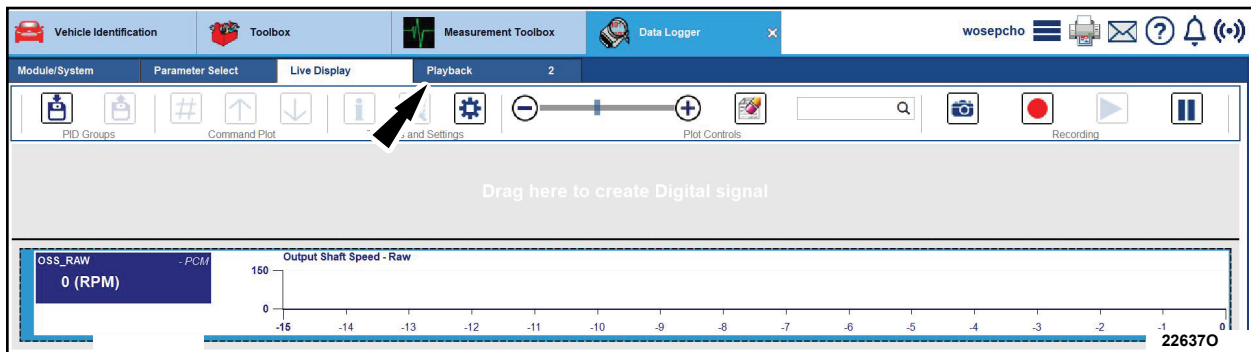 Vehicle Identification Toolbox Measurement Toolbox Data Logger wosepcho
Module/System Parameter Select Live Display Playback 2
PID Groups Command Plot and Settings Plot Controls Recording
Drag here to create Digital signal
OSS_RAW - PCM Output Shaft Speed - Raw
0 (RPM) 150
0
-15 -14 -13 -12 -11 -10 -9 -8 -7 -6 -5 -4 -3 -2 -1 0
22637O